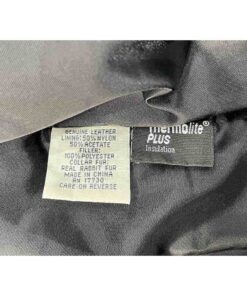 GENUINE LEATHER
LINING: 50% NYLON
50% ACETATE
FILLER:
100% POLYESTER
COLLAR FUR:
REAL RABBIT FUR
MADE IN CHINA
RN 17730
CARE ON REVERSE
Thermolite®
PLUS
Insulation